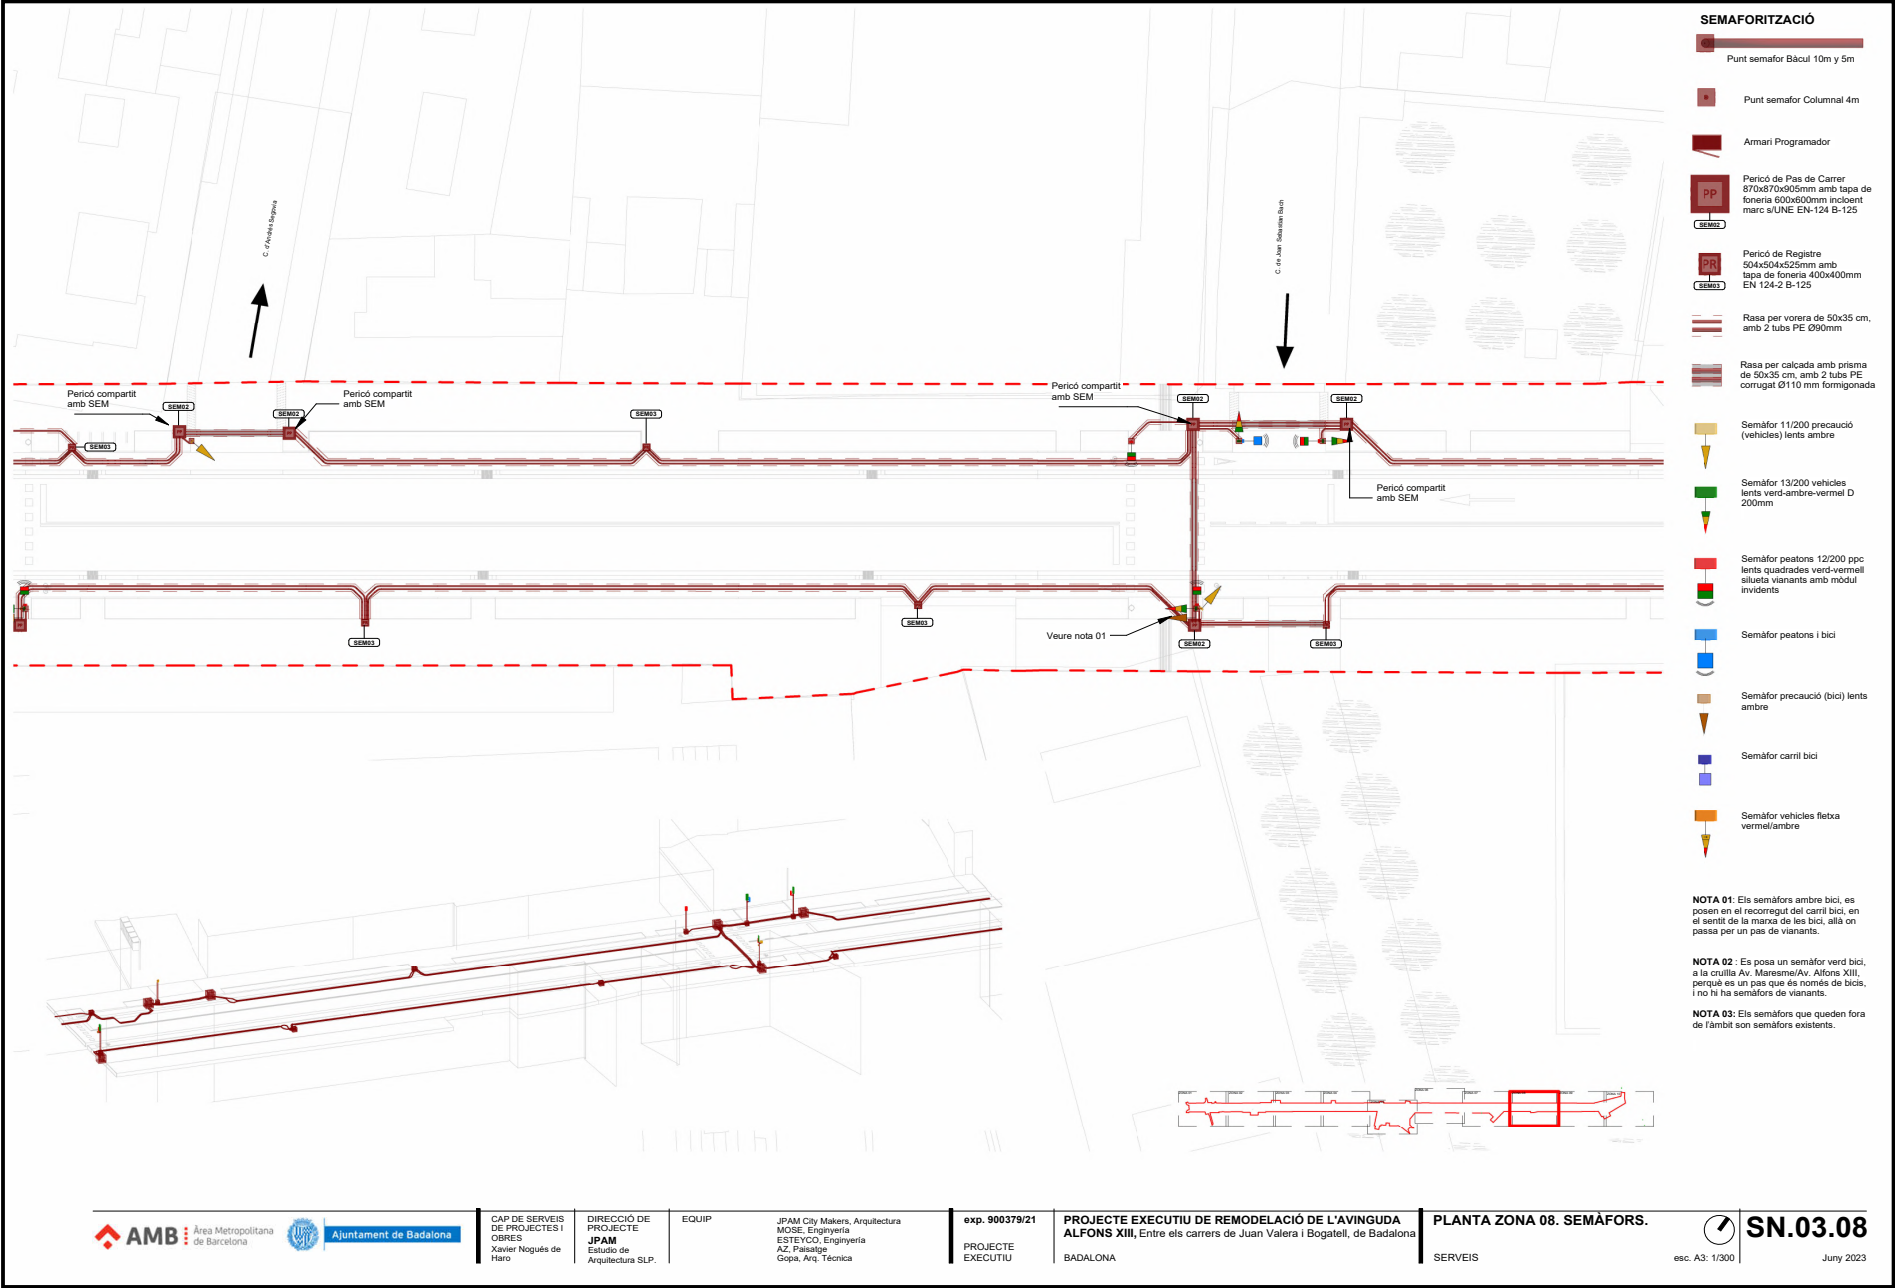 SEMAFORITZACIÓ
Punt semafor Bàcul 10m y 5m
Punt semafor Columnal 4m
Armari Programador
PP
SEM02
Pericó de Pas de Carrer
870x870x905mm amb tapa de
foneria 600x600mm incloent
marc s/UNE EN-124 B-125
PR
SEM03
Pericó de Registre
504x504x525mm amb
tapa de foneria 400x400mm
EN 124-2 B-125
Rasa per vorera de 50x35 cm,
amb 2 tubs PE Ø90mm
Rasa per calçada amb prisma
de 50x35 cm, amb 2 tubs PE
corrugat Ø110 mm formigonada
Semàfor 11/200 precaució
(vehicles) lents ambre
Semàfor 13/200 vehicles
lents verd-ambre-vermel D
200mm
Semàfor peatons 12/200 ppc
lents quadrades verd-vermell
silueta vianants amb mòdul
invidents
Semàfor peatons i bici
Semàfor precaució (bici) lents
ambre
Semàfor carril bici
Semàfor vehicles fletxa
vermel/ambre
NOTA 01: Els semàfors ambre bici, es
posen en el recorregut del carril bici, en
el sentit de la marxa de les bici, allà on
passa per un pas de vianants.
NOTA 02 : Es posa un semàfor verd bici,
a la cruïlla Av. Maresme/Av. Alfons XIII,
perquè es un pas que és només de bicis,
i no hi ha semàfors de vianants.
NOTA 03: Els semàfors que queden fora
de l'àmbit son semàfors existents.
C. d'Andrés Segovia
C. de Joan Sebastian Bach
Pericó compartit
amb SEM
SEM02
SEM02
Pericó compartit
amb SEM
SEM03
SEM03
Pericó compartit
amb SEM
SEM02
SEM02
Pericó compartit
amb SEM
SEM03
SEM03
Veure nota 01
SEM02
SEM03
AMB
Àrea Metropolitana
de Barcelona
Ajuntament de Badalona
CAP DE SERVEIS
DE PROJECTES I
OBRES
Xavier Nogués de
Haro
DIRECCIÓ DE
PROJECTE
JPAM
Estudio de
Arquitectura SLP.
EQUIP
JPAM City Makers, Arquitectura
MOSE, Enginyería
ESTEYCO, Enginyería
AZ, Paisatge
Gopa, Arq. Técnica
exp. 900379/21
PROJECTE
EXECUTIU
PROJECTE EXECUTIU DE REMODELACIÓ DE L'AVINGUDA
ALFONS XIII, Entre els carrers de Juan Valera i Bogatell, de Badalona
BADALONA
PLANTA ZONA 08. SEMÀFORS.
SERVEIS
esc. A3: 1/300
SN.03.08
Juny 2023